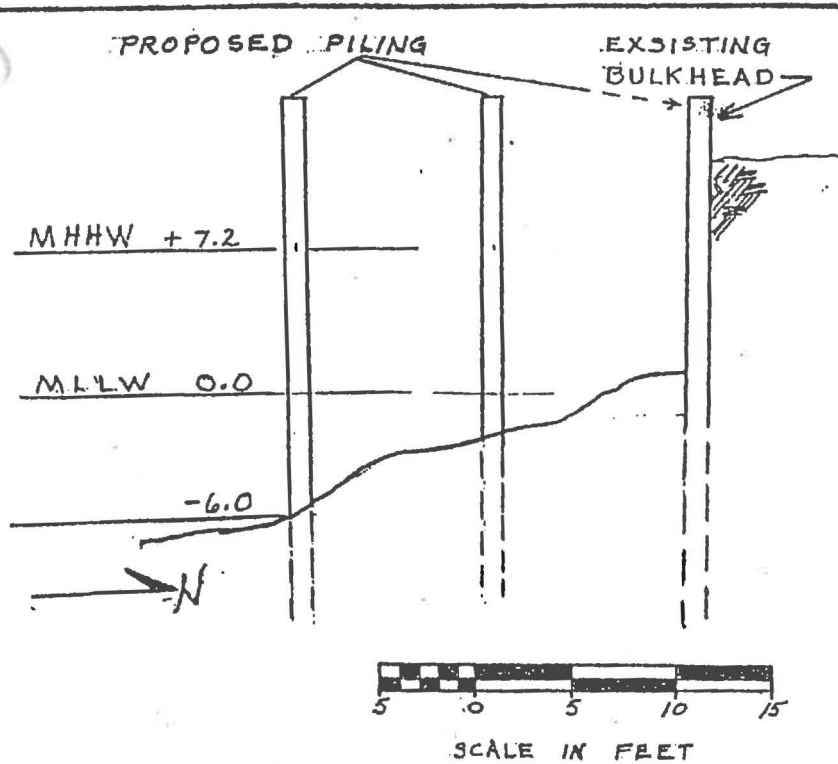 PROPOSED PILING
EXSISTING
BULKHEAD
MHHW +7.2
MLLW 0.0
-6.0
N
5 0 5 10 15
SCALE IN FEET